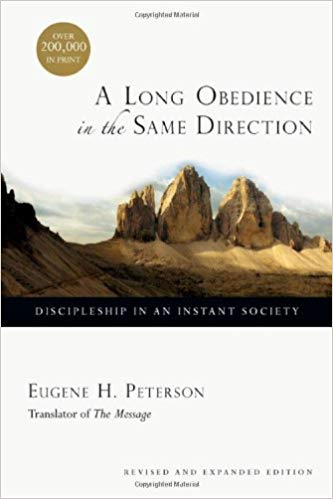 OVER
200,000
IN PRINT
A LONG OBEDIENCE
in the SAME DIRECTION
DISCIPLESHIP IN AN INSTANT SOCIETY
EUGENE H. PETERSON
Translator of The Message
REVISED AND EXPANDED EDITION